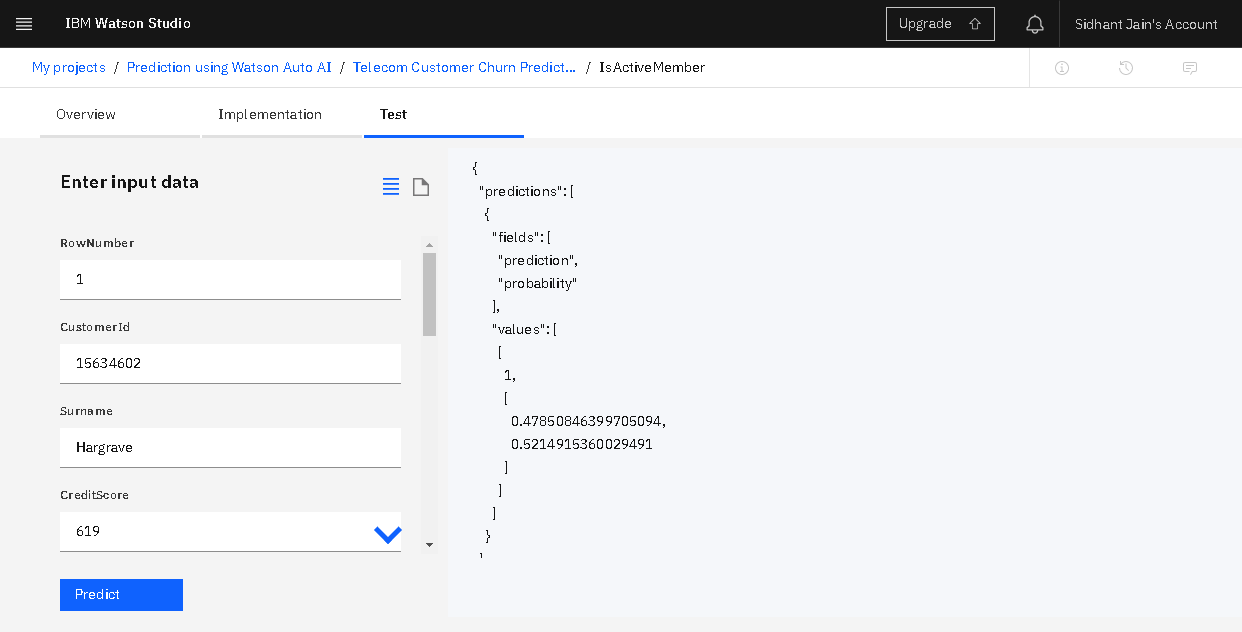 IBM Watson Studio
Upgrade
Sidhant Jain's Account
My projects / Prediction using Watson Auto AI / Telecom Customer Churn Predict... / IsActiveMember
Overview
Implementation
Test
Enter input data
RowNumber
1
CustomerId
15634602
Surname
Hargrave
CreditScore
619
Predict
{
"predictions": [
{
"fields": [
"prediction",
"probability"
],
"values": [
[
1,
[
0.47850846399705094,
0.5214915360029491
]
]
]
}
]